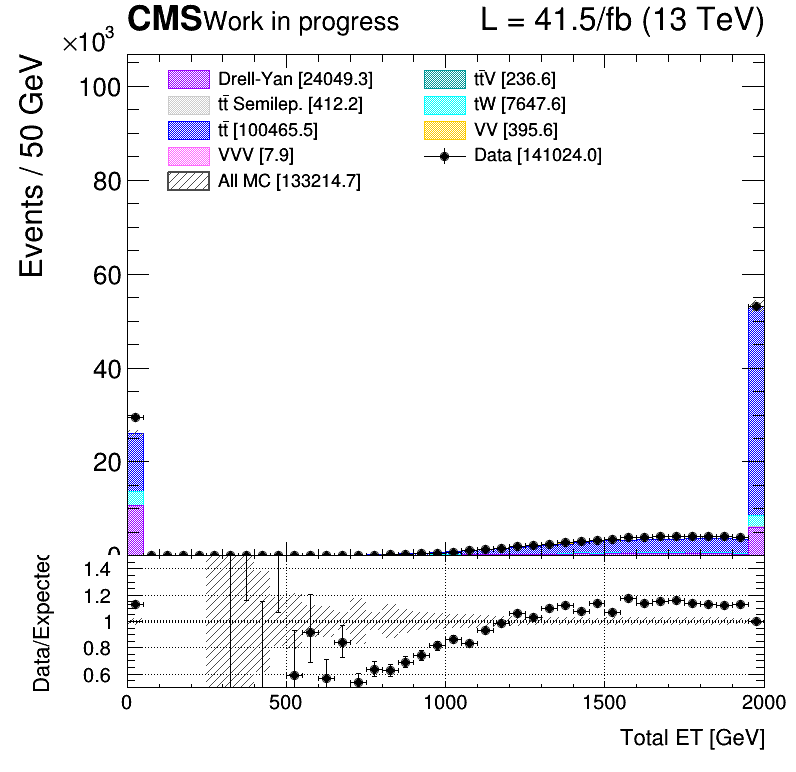 CMS Work in progress L = 41.5/fb (13 TeV)
×10³
Events / 50 GeV
100
80
60
40
20
0
Drell-Yan [24049.3]
tt̄ Semilep. [412.2]
tt̄ [100465.5]
VVV [7.9]
All MC [133214.7]
tt̄V [236.6]
tW [7647.6]
VV [395.6]
Data [141024.0]
Data/Expected
1.4
1.2
1
0.8
0.6
0 500 1000 1500 2000
Total ET [GeV]